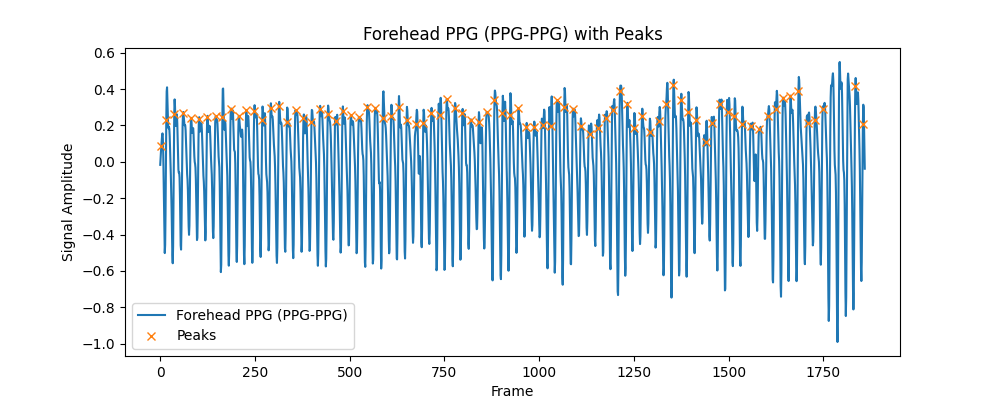 Forehead PPG (PPG-PPG) with Peaks
0.6
0.4
0.2
0.0
−0.2
−0.4
−0.6
−0.8
−1.0
Signal Amplitude
Forehead PPG (PPG-PPG)
Peaks
0 250 500 750 1000 1250 1500 1750
Frame